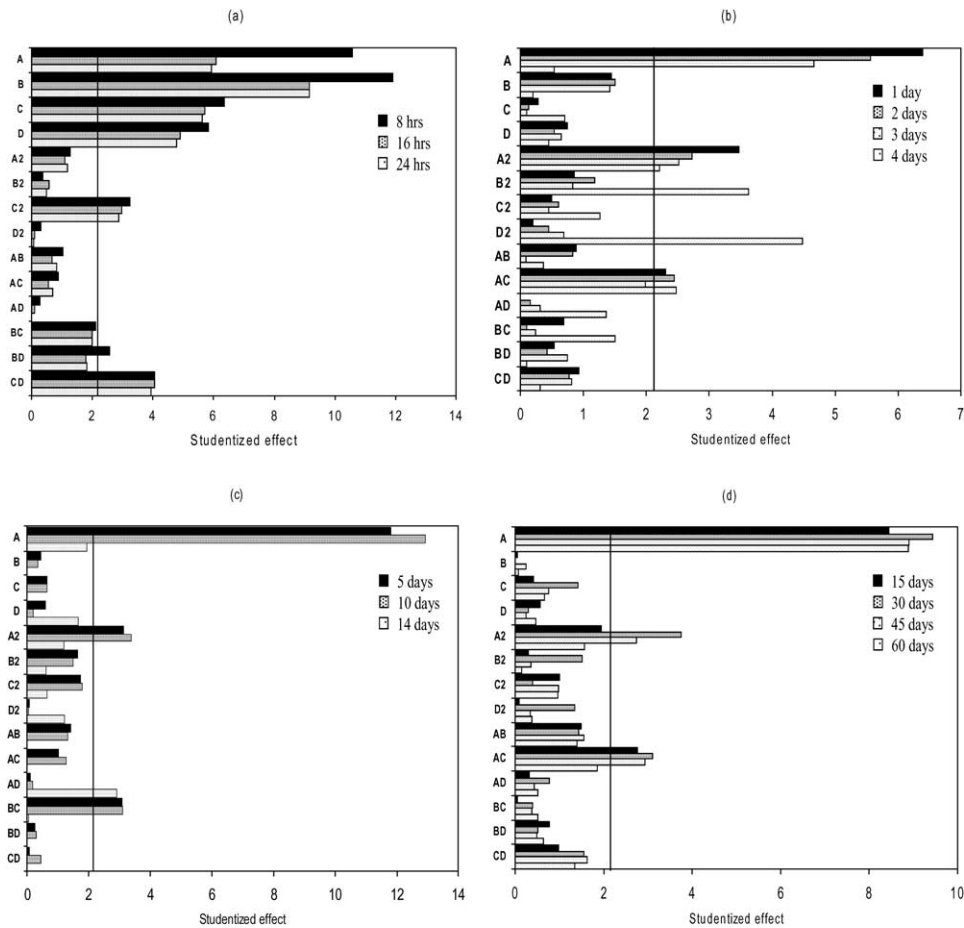 (a)
A
B
C
D
A2
B2
C2
D2
AB
AC
AD
BC
BD
CD
8 hrs
16 hrs
24 hrs
0 2 4 6 8 10 12 14
Studentized effect
(b)
A
B
C
D
A2
B2
C2
D2
AB
AC
AD
BC
BD
CD
1 day
2 days
3 days
4 days
0 1 2 3 4 5 6 7
Studentized effect
(c)
A
B
C
D
A2
B2
C2
D2
AB
AC
AD
BC
BD
CD
5 days
10 days
14 days
0 2 4 6 8 10 12 14
Studentized effect
(d)
A
B
C
D
A2
B2
C2
D2
AB
AC
AD
BC
BD
CD
15 days
30 days
45 days
60 days
0 2 4 6 8 10
Studentized effect